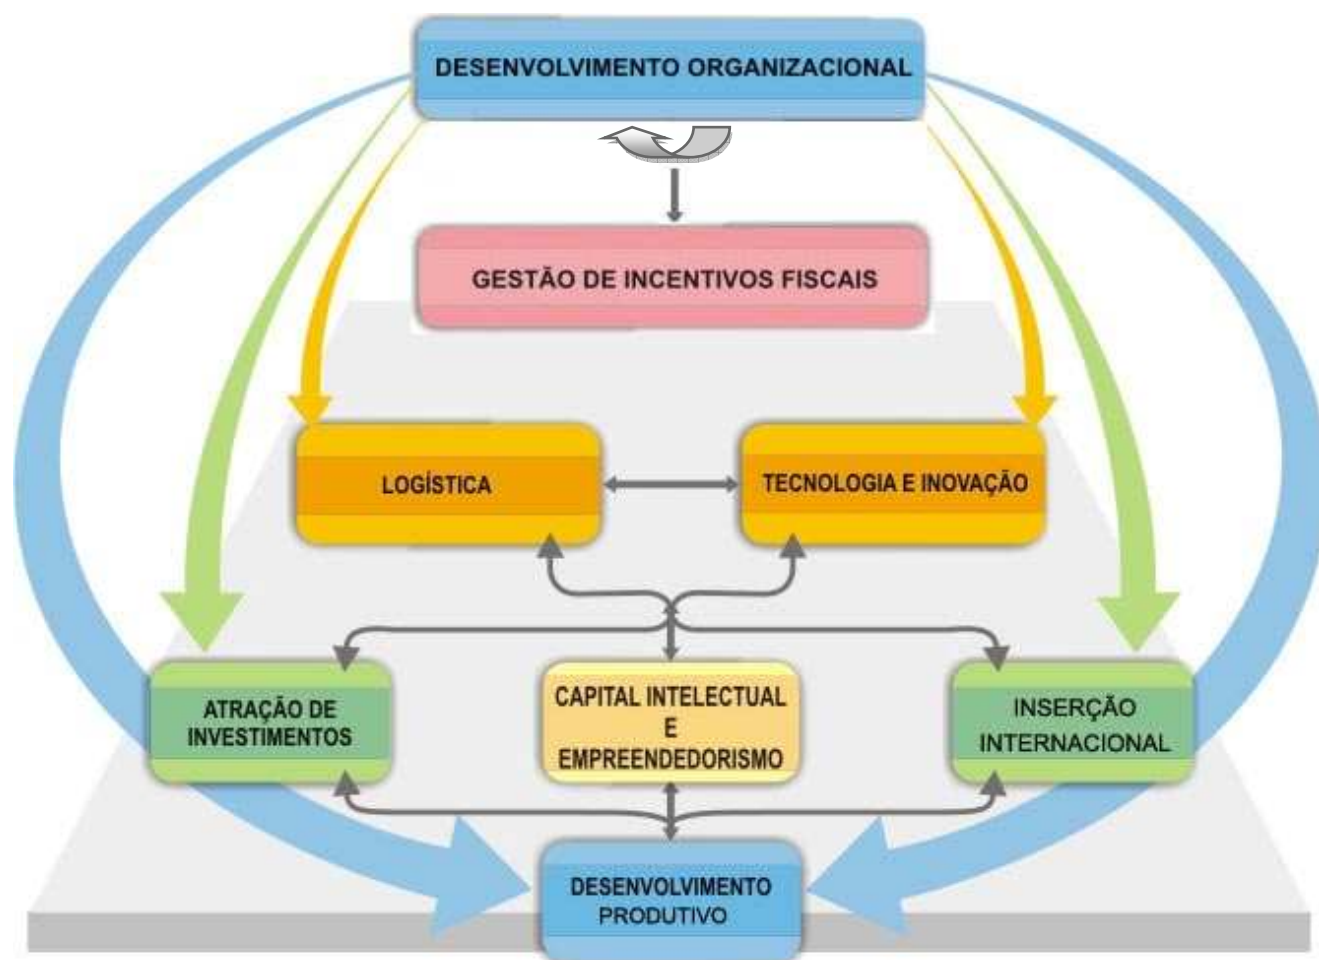 DESENVOLVIMENTO ORGANIZACIONAL
GESTÃO DE INCENTIVOS FISCAIS
LOGÍSTICA
TECNOLOGIA E INOVAÇÃO
ATRAÇÃO DE
INVESTIMENTOS
CAPITAL INTELECTUAL
E
EMPREENDEDORISMO
INSERÇÃO
INTERNACIONAL
DESENVOLVIMENTO
PRODUTIVO